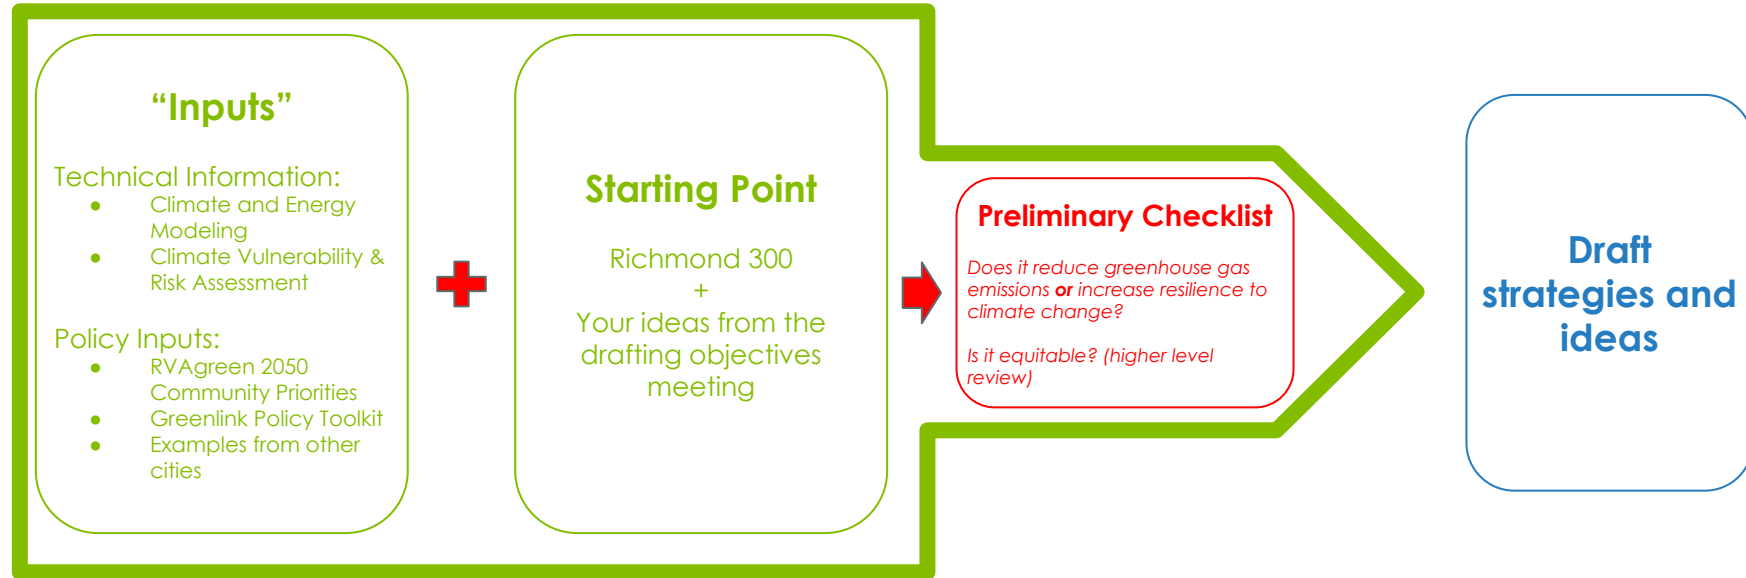 “Inputs”
Technical Information:
● Climate and Energy
Modeling
● Climate Vulnerability &
Risk Assessment
Policy Inputs:
● RVAgreen 2050
Community Priorities
● Greenlink Policy Toolkit
● Examples from other
cities
Starting Point
Richmond 300
+
Your ideas from the
drafting objectives
meeting
Preliminary Checklist
Does it reduce greenhouse gas
emissions or increase resilience to
climate change?
Is it equitable? (higher level
review)
Draft
strategies and
ideas